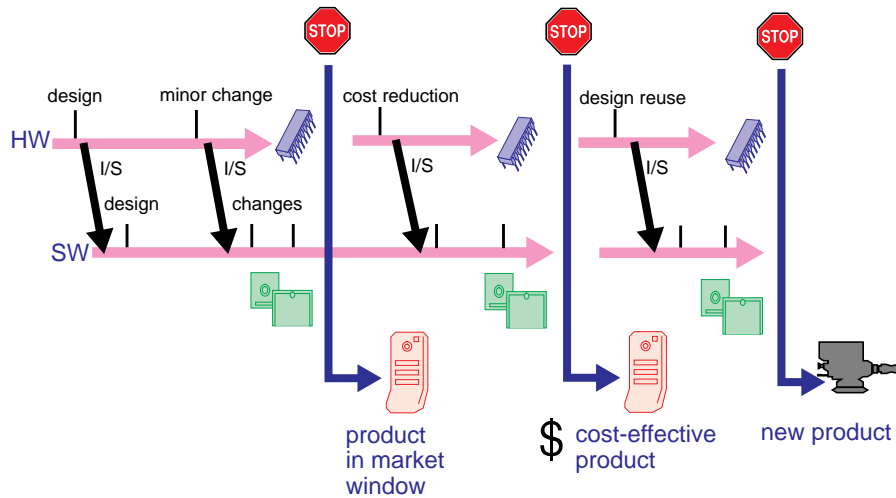 STOP
STOP
STOP
design
minor change
cost reduction
design reuse
HW
I/S
I/S
I/S
I/S
design
changes
SW
product
in market
window
$
cost-effective
product
new product